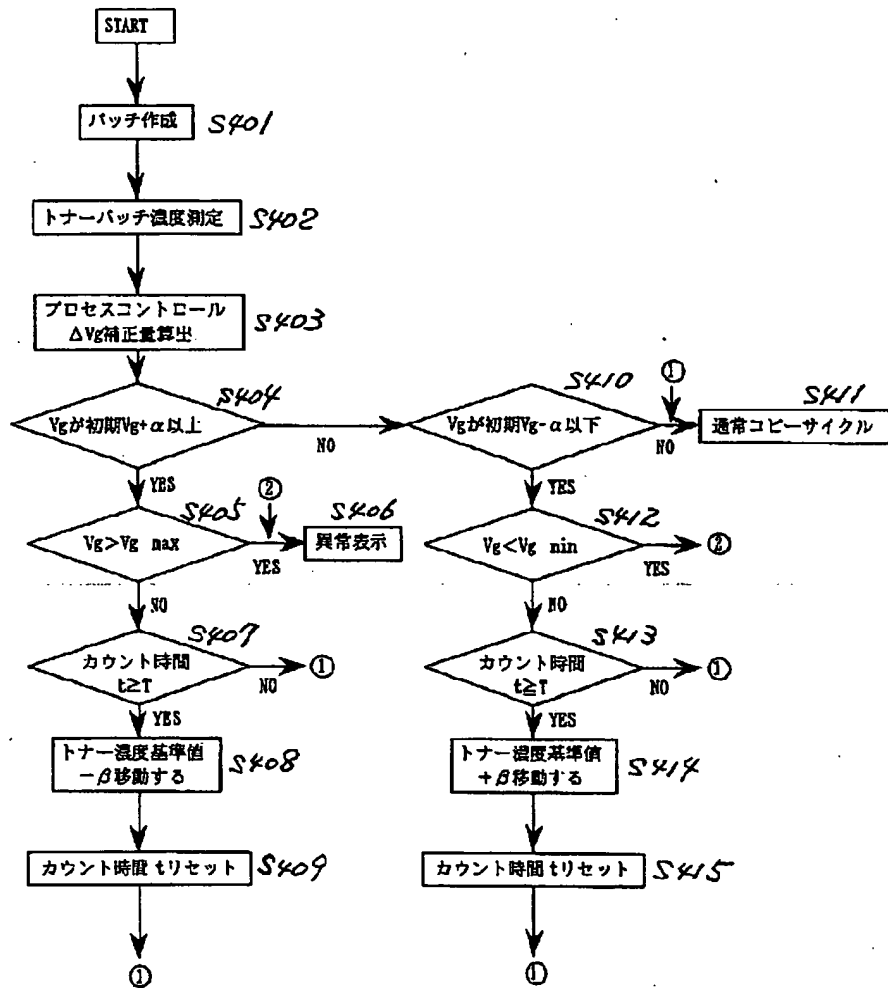 START
パッチ作成
S401
トナーパッチ濃度測定
S402
プロセスコントロール
ΔVg補正量算出
S403
Vgが初期Vg+α以上
S404
NO
YES
Vgが初期Vg-α以下
S410
①
NO
YES
通常コピーサイクル
S411
Vg>Vg max
S405
②
YES
NO
異常表示
S406
Vg<Vg min
S412
YES
②
NO
カウント時間
t≧T
S407
NO
①
YES
カウント時間
t≧T
S413
NO
①
YES
トナー濃度基準値
-β移動する
S408
トナー濃度基準値
+β移動する
S414
カウント時間 tリセット
S409
カウント時間 tリセット
S415
①
①